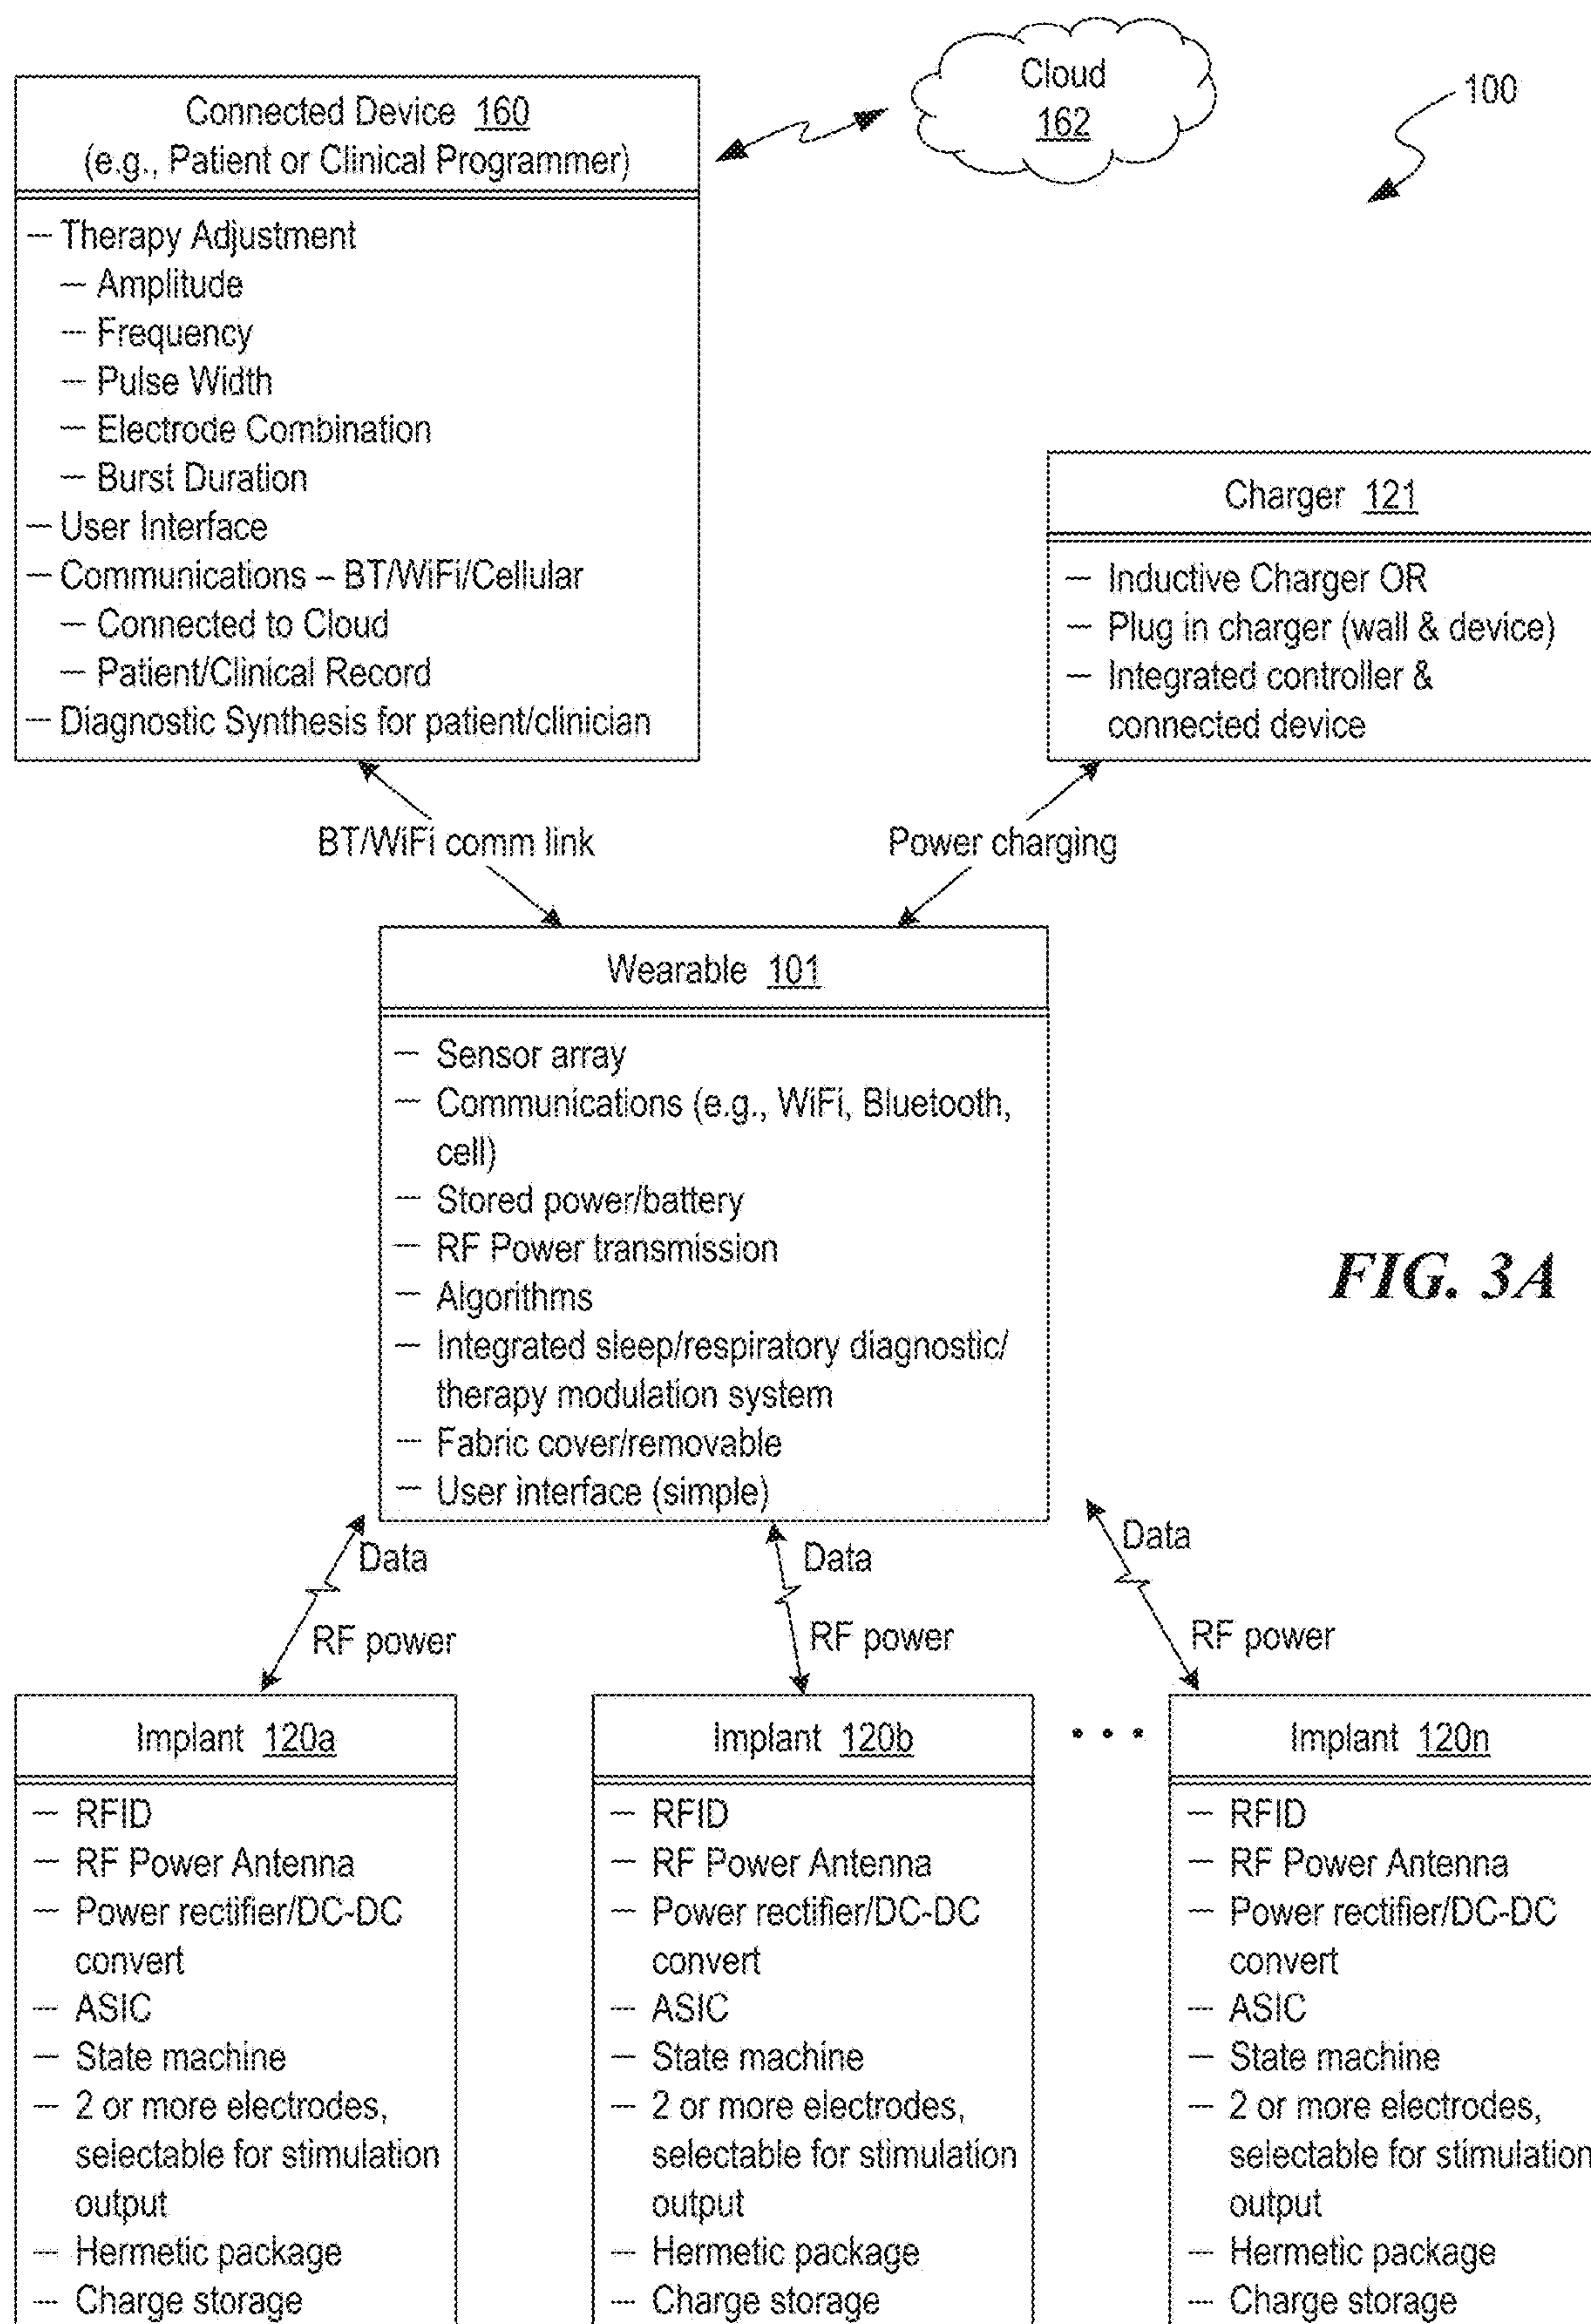 Cloud
162
100
Connected Device 160
(e.g., Patient or Clinical Programmer)
— Therapy Adjustment
— Amplitude
— Frequency
— Pulse Width
— Electrode Combination
— Burst Duration
— User Interface
— Communications – BT/WiFi/Cellular
— Connected to Cloud
— Patient/Clinical Record
— Diagnostic Synthesis for patient/clinician
Charger 121
— Inductive Charger OR
— Plug in charger (wall & device)
— Integrated controller &
connected device
BT/WiFi comm link
Power charging
Wearable 101
— Sensor array
— Communications (e.g., WiFi, Bluetooth,
cell)
— Stored power/battery
— RF Power transmission
— Algorithms
— Integrated sleep/respiratory diagnostic/
therapy modulation system
— Fabric cover/removable
— User interface (simple)
FIG. 3A
Data
RF power
Data
RF power
Data
RF power
Implant 120a
— RFID
— RF Power Antenna
— Power rectifier/DC-DC
convert
— ASIC
— State machine
— 2 or more electrodes,
selectable for stimulation
output
— Hermetic package
— Charge storage
Implant 120b
— RFID
— RF Power Antenna
— Power rectifier/DC-DC
convert
— ASIC
— State machine
— 2 or more electrodes,
selectable for stimulation
output
— Hermetic package
— Charge storage
• • •
Implant 120n
— RFID
— RF Power Antenna
— Power rectifier/DC-DC
convert
— ASIC
— State machine
— 2 or more electrodes,
selectable for stimulation
output
— Hermetic package
— Charge storage